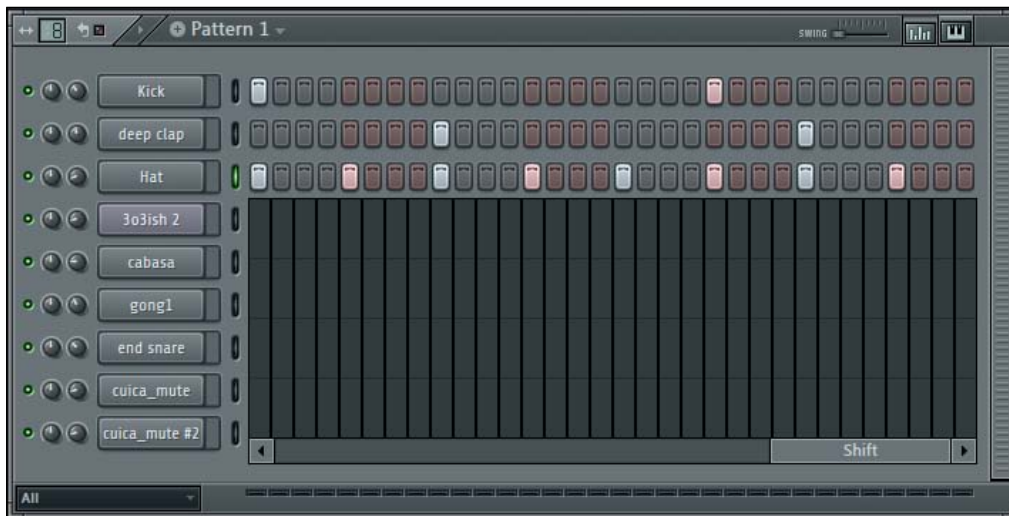 8
Pattern 1
SWING
Kick
deep clap
Hat
3o3ish 2
cabasa
gong1
end snare
cuica_mute
cuica_mute #2
Shift
All